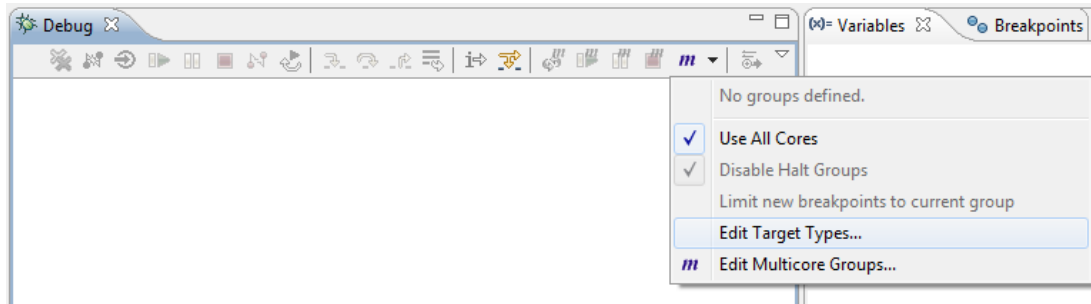 Debug
(x)= Variables
Breakpoints
i
m
No groups defined.
Use All Cores
Disable Halt Groups
Limit new breakpoints to current group
Edit Target Types...
m Edit Multicore Groups...